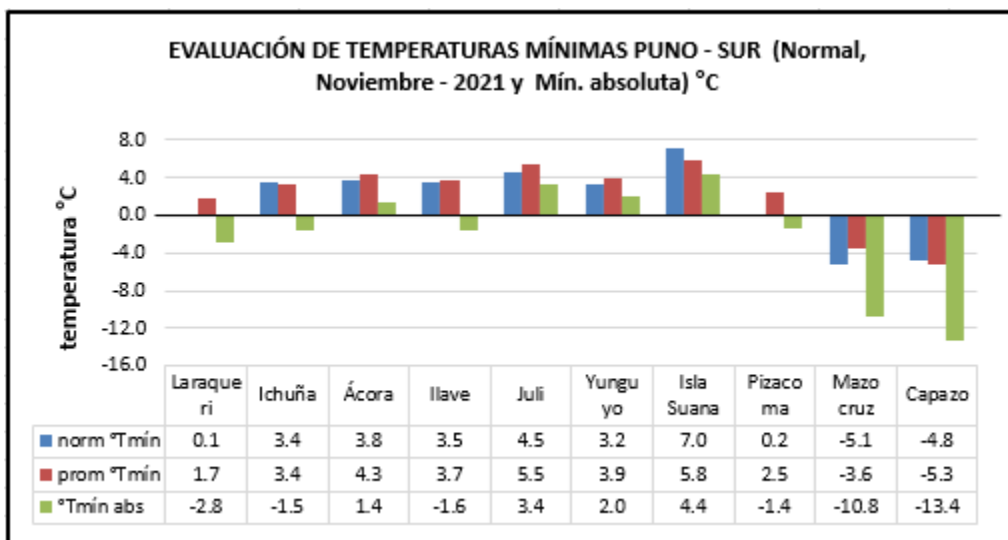 EVALUACIÓN DE TEMPERATURAS MÍNIMAS PUNO - SUR (Normal,
Noviembre - 2021 y Mín. absoluta) °C
temperatura °C
8.0
4.0
0.0
-4.0
-8.0
-12.0
-16.0
Laraque
ri
Ichuña
Ácora
Ilave
Juli
Yungu
yo
Isla
Suana
Pizaco
ma
Mazo
cruz
Capazo
norm °Tmín 0.1 3.4 3.8 3.5 4.5 3.2 7.0 0.2 -5.1 -4.8
prom °Tmín 1.7 3.4 4.3 3.7 5.5 3.9 5.8 2.5 -3.6 -5.3
°Tmín abs -2.8 -1.5 1.4 -1.6 3.4 2.0 4.4 -1.4 -10.8 -13.4